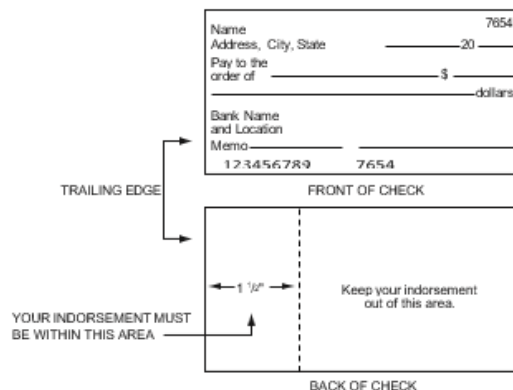 Name 7654
Address, City, State 20
Pay to the
order of $
dollars
Bank Name
and Location
Memo
123456789 7654
TRAILING EDGE
FRONT OF CHECK
1 1/2"
Keep your indorsement
out of this area.
YOUR INDORSEMENT MUST
BE WITHIN THIS AREA
BACK OF CHECK